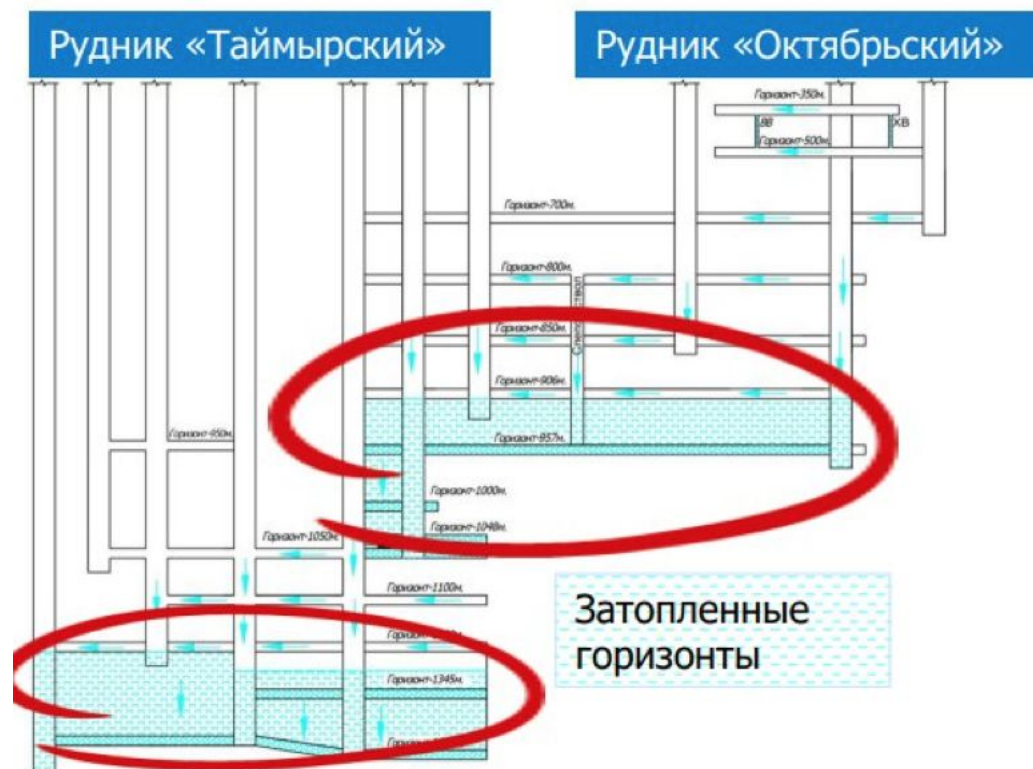 Рудник «Таймырский»
Рудник «Октябрьский»
Горизонт-350м.
ВВ
ХВ
Горизонт-500м.
Горизонт-700м.
Горизонт-800м.
Горизонт-850м.
Горизонт-906м.
Горизонт-950м.
Горизонт-957м.
Горизонт-1000м.
Горизонт-1048м.
Горизонт-1050м.
Горизонт-1100м.
Горизонт-1345м.
Затопленные
горизонты